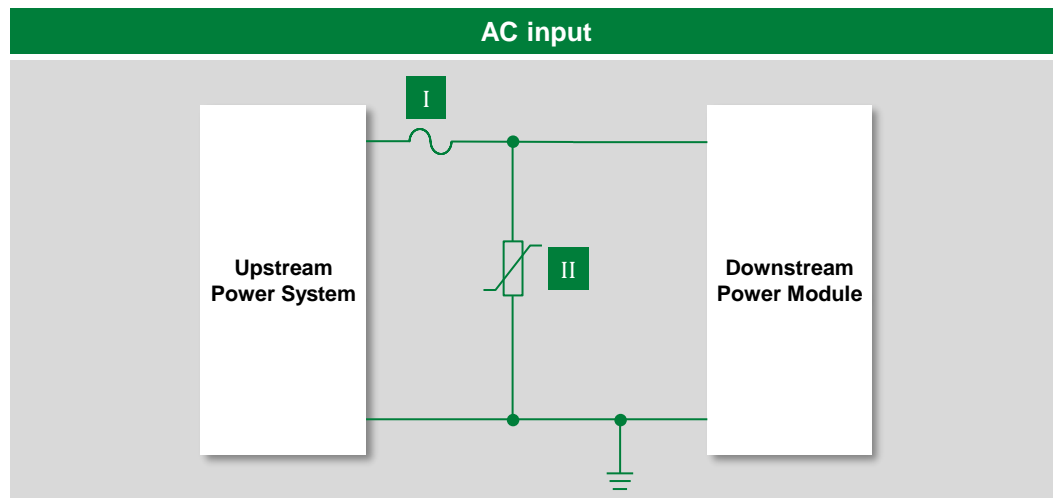 AC input
I
II
Upstream
Power System
Downstream
Power Module